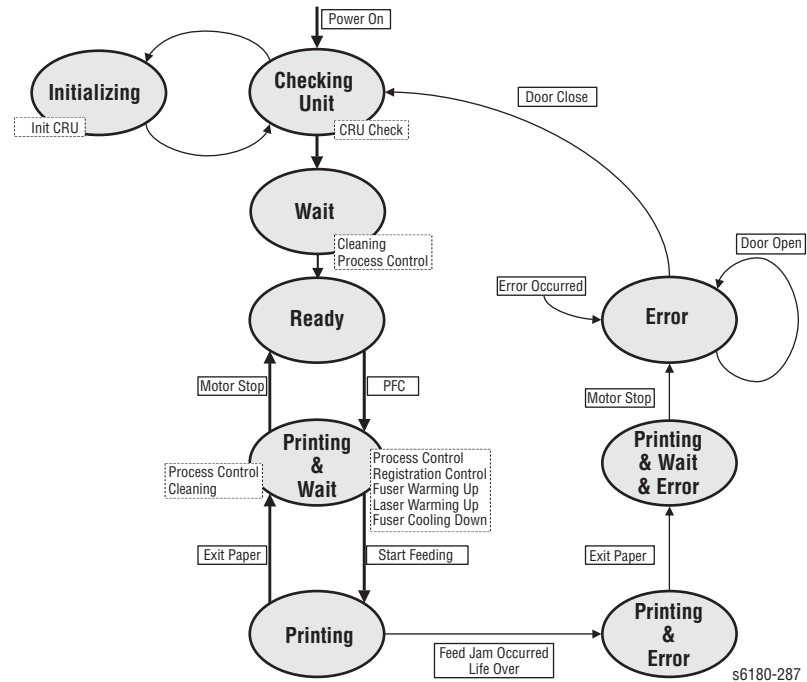 Power On
Initializing
Init CRU
Checking
Unit
CRU Check
Door Close
Wait
Cleaning
Process Control
Door Open
Error Occurred
Error
Ready
Motor Stop
PFC
Motor Stop
Printing
&
Wait
Process Control
Cleaning
Process Control
Registration Control
Fuser Warming Up
Laser Warming Up
Fuser Cooling Down
Printing
& Wait
& Error
Exit Paper
Start Feeding
Exit Paper
Printing
Feed Jam Occurred
Life Over
Printing
&
Error
s6180-287